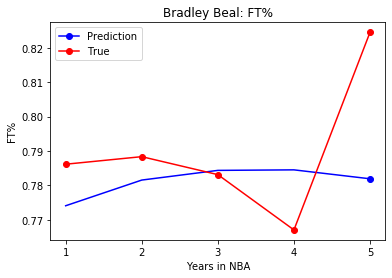 Bradley Beal: FT%
Prediction
True
0.82
0.81
0.80
0.79
0.78
0.77
FT%
1
2
3
4
5
Years in NBA